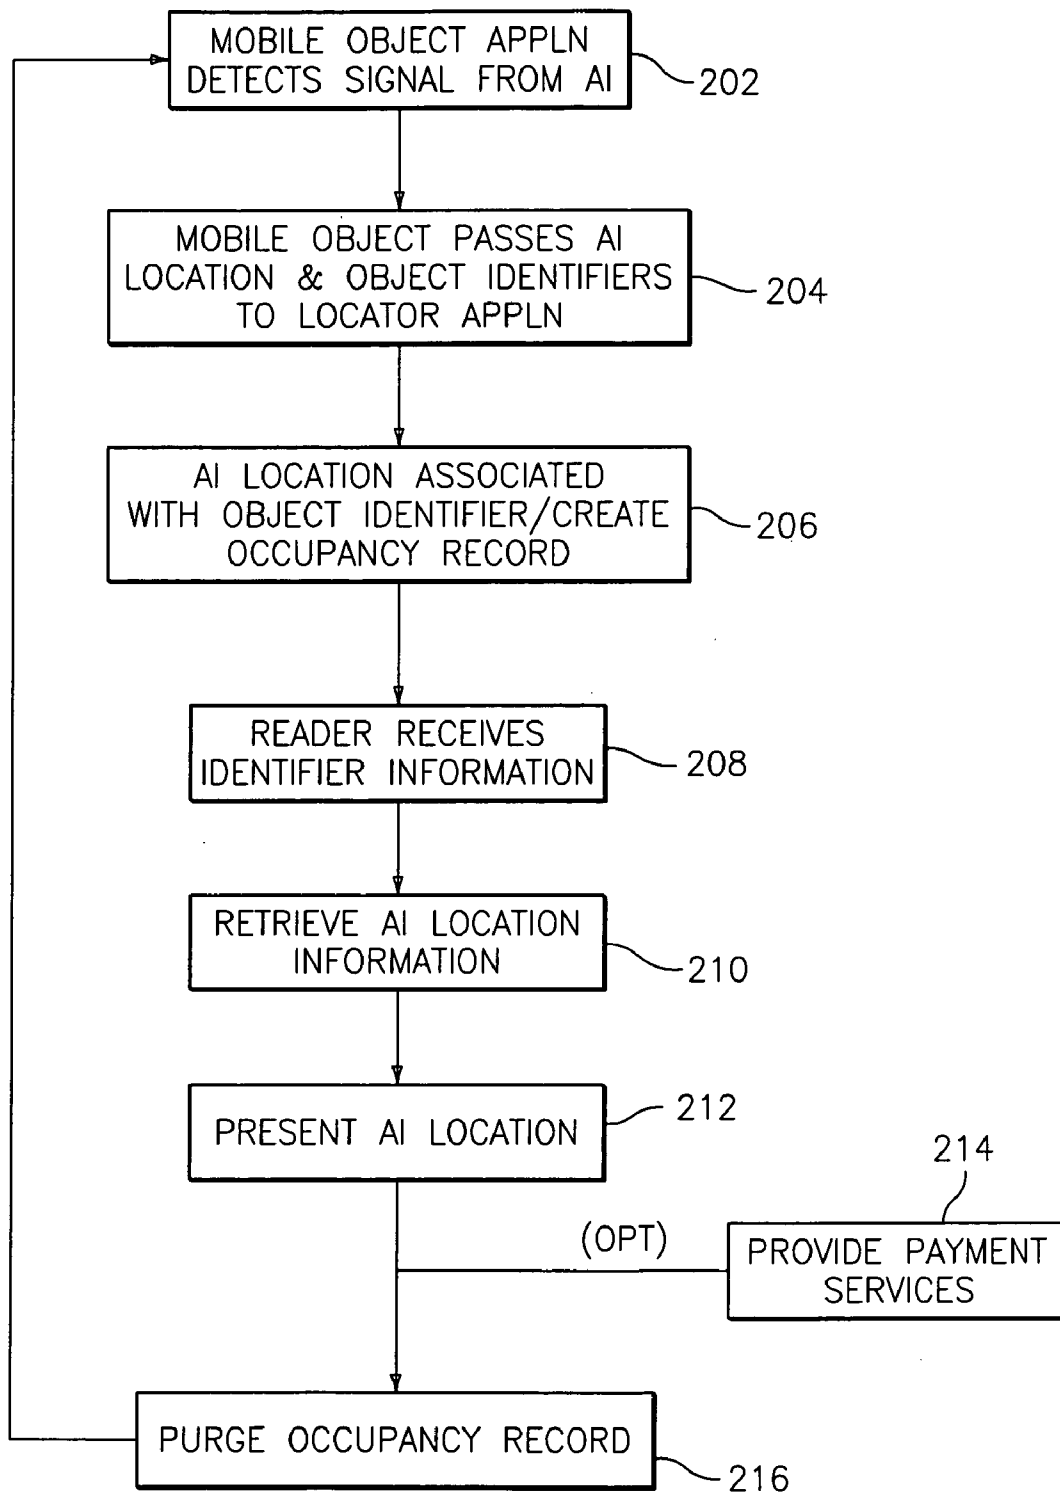 MOBILE OBJECT APPLN
DETECTS SIGNAL FROM AI
202
MOBILE OBJECT PASSES AI
LOCATION & OBJECT IDENTIFIERS
TO LOCATOR APPLN
204
AI LOCATION ASSOCIATED
WITH OBJECT IDENTIFIER/CREATE
OCCUPANCY RECORD
206
READER RECEIVES
IDENTIFIER INFORMATION
208
RETRIEVE AI LOCATION
INFORMATION
210
PRESENT AI LOCATION
212
214
(OPT)
PROVIDE PAYMENT
SERVICES
PURGE OCCUPANCY RECORD
216